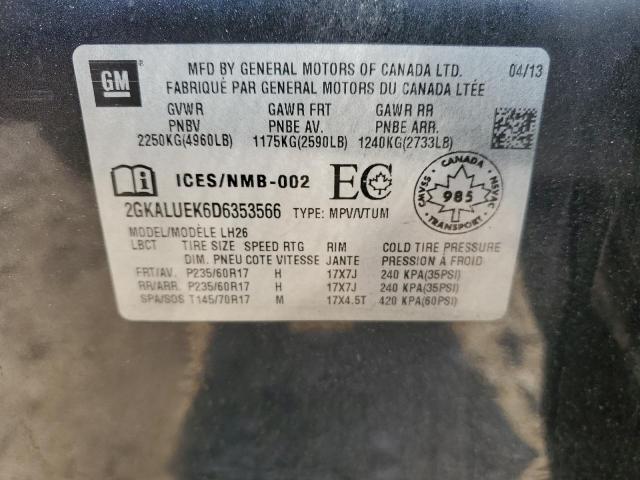 GM ®
MFD BY GENERAL MOTORS OF CANADA LTD. 04/13
FABRIQUÉ PAR GENERAL MOTORS DU CANADA LTÉE
GVWR GAWR FRT GAWR RR
PNBV PNBE AV. PNBE ARR.
2250KG(4960LB) 1175KG(2590LB) 1240KG(2733LB)
ICES/NMB-002 EC
CANADA
CMVSS 985 NSVAC
TRANSPORT
2GKALUEK6D6353566 TYPE: MPV/VTUM
MODEL/MODÈLE LH26
LBCT TIRE SIZE SPEED RTG RIM COLD TIRE PRESSURE
DIM. PNEU COTE VITESSE JANTE PRESSION À FROID
FRT/AV. P235/60R17 H 17X7J 240 KPA(35PSI)
RR/ARR. P235/60R17 H 17X7J 240 KPA(35PSI)
SPA/SOS T145/70R17 M 17X4.5T 420 KPA(60PSI)